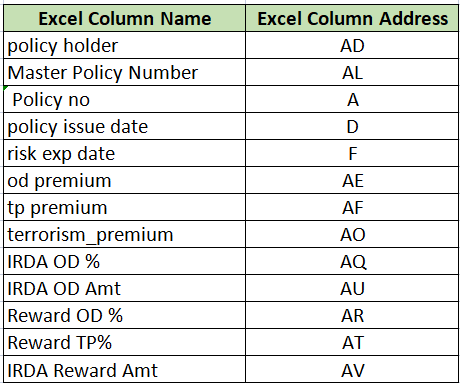 Excel Column Name Excel Column Address
policy holder AD
Master Policy Number AL
Policy no A
policy issue date D
risk exp date F
od premium AE
tp premium AF
terrorism_premium AO
IRDA OD % AQ
IRDA OD Amt AU
Reward OD % AR
Reward TP% AT
IRDA Reward Amt AV